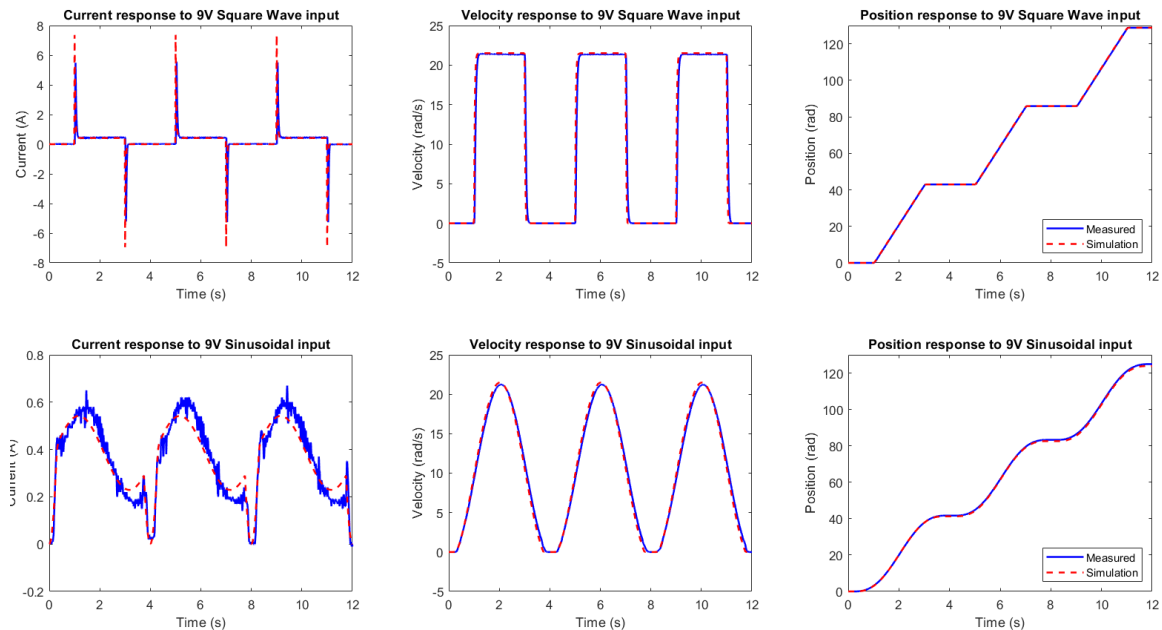 Current response to 9V Square Wave input
8
6
4
2
0
-2
-4
-6
-8
Current (A)
0 2 4 6 8 10 12
Time (s)
Velocity response to 9V Square Wave input
25
20
15
10
5
0
-5
Velocity (rad/s)
0 2 4 6 8 10 12
Time (s)
Position response to 9V Square Wave input
120
100
80
60
40
20
0
Position (rad)
Measured
Simulation
0 2 4 6 8 10 12
Time (s)
Current response to 9V Sinusoidal input
0.8
0.6
0.4
0.2
0
-0.2
Current (A)
0 2 4 6 8 10 12
Time (s)
Velocity response to 9V Sinusoidal input
25
20
15
10
5
0
-5
Velocity (rad/s)
0 2 4 6 8 10 12
Time (s)
Position response to 9V Sinusoidal input
120
100
80
60
40
20
0
Position (rad)
Measured
Simulation
0 2 4 6 8 10 12
Time (s)